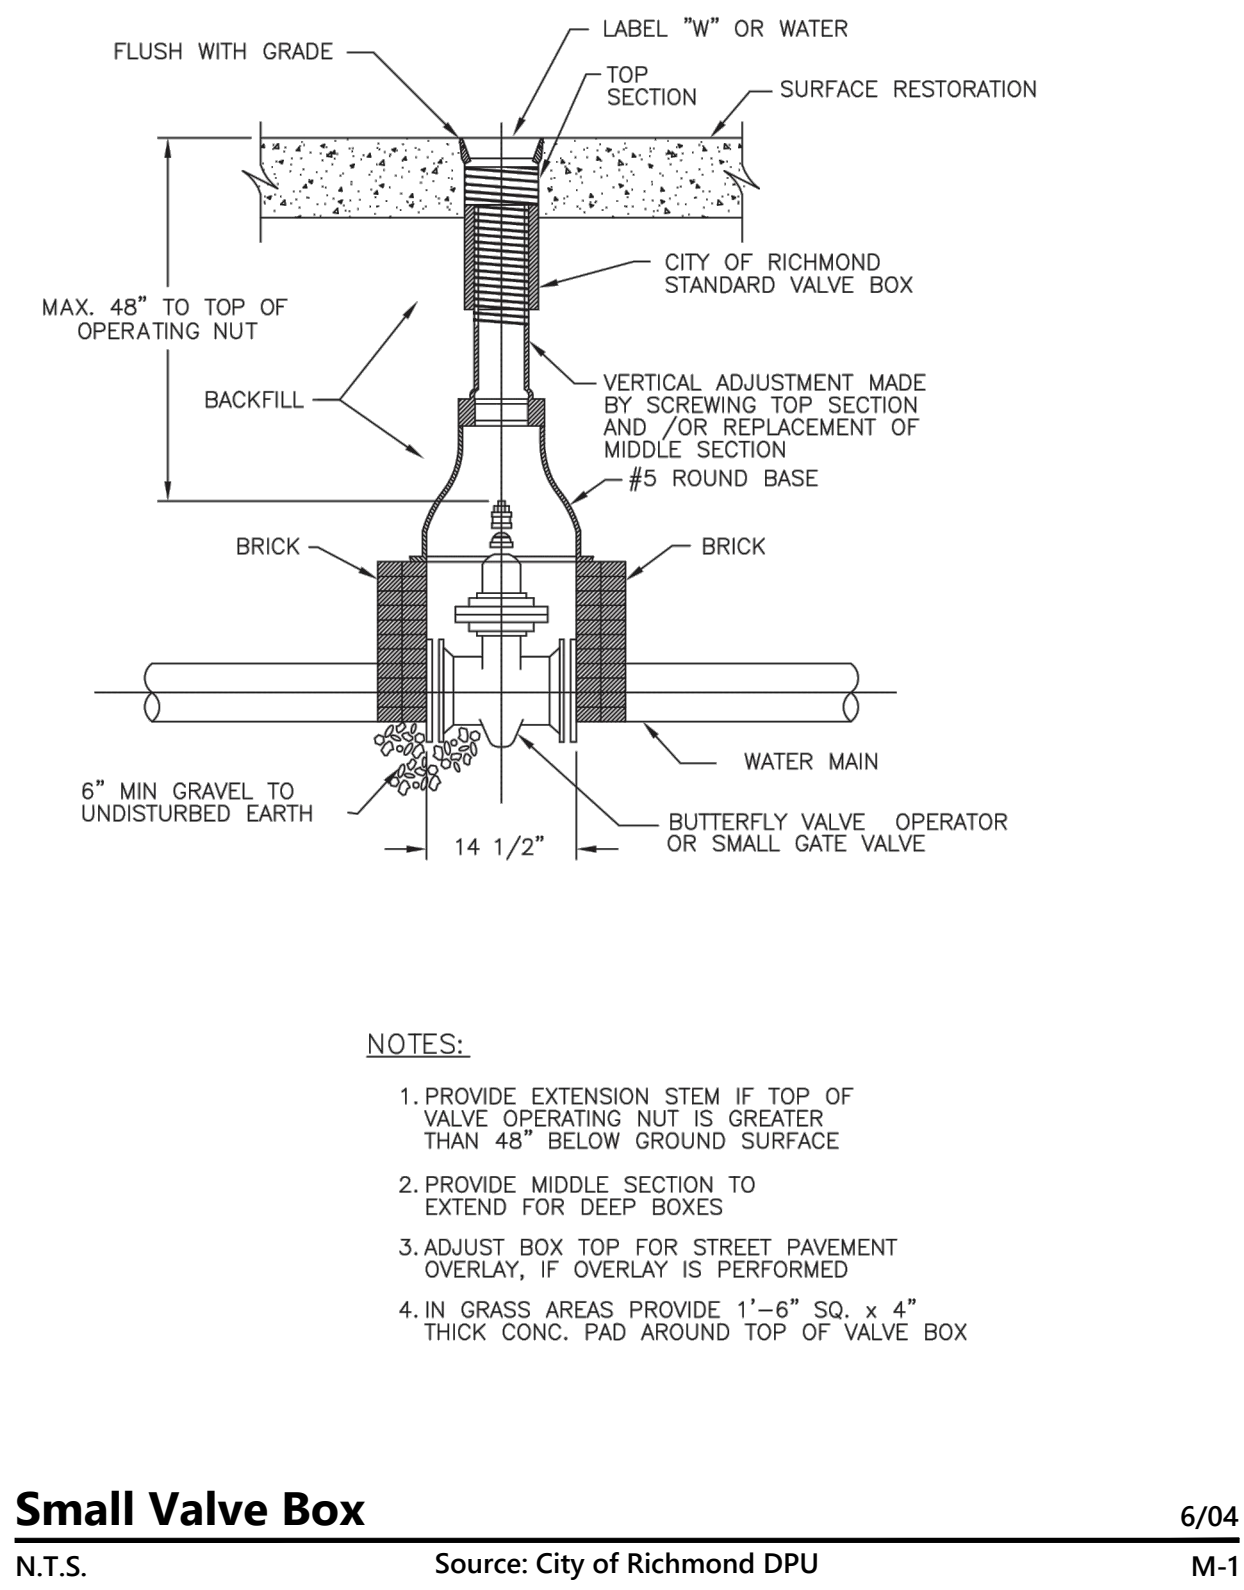 LABEL "W" OR WATER
FLUSH WITH GRADE
TOP
SECTION
SURFACE RESTORATION
CITY OF RICHMOND
STANDARD VALVE BOX
MAX. 48" TO TOP OF
OPERATING NUT
VERTICAL ADJUSTMENT MADE
BY SCREWING TOP SECTION
AND /OR REPLACEMENT OF
MIDDLE SECTION
BACKFILL
#5 ROUND BASE
BRICK
BRICK
WATER MAIN
6" MIN GRAVEL TO
UNDISTURBED EARTH
BUTTERFLY VALVE OPERATOR
OR SMALL GATE VALVE
14 1/2"
NOTES:
1. PROVIDE EXTENSION STEM IF TOP OF
VALVE OPERATING NUT IS GREATER
THAN 48" BELOW GROUND SURFACE
2. PROVIDE MIDDLE SECTION TO
EXTEND FOR DEEP BOXES
3. ADJUST BOX TOP FOR STREET PAVEMENT
OVERLAY, IF OVERLAY IS PERFORMED
4. IN GRASS AREAS PROVIDE 1'-6" SQ. x 4"
THICK CONC. PAD AROUND TOP OF VALVE BOX
Small Valve Box
6/04
N.T.S.
Source: City of Richmond DPU
M-1